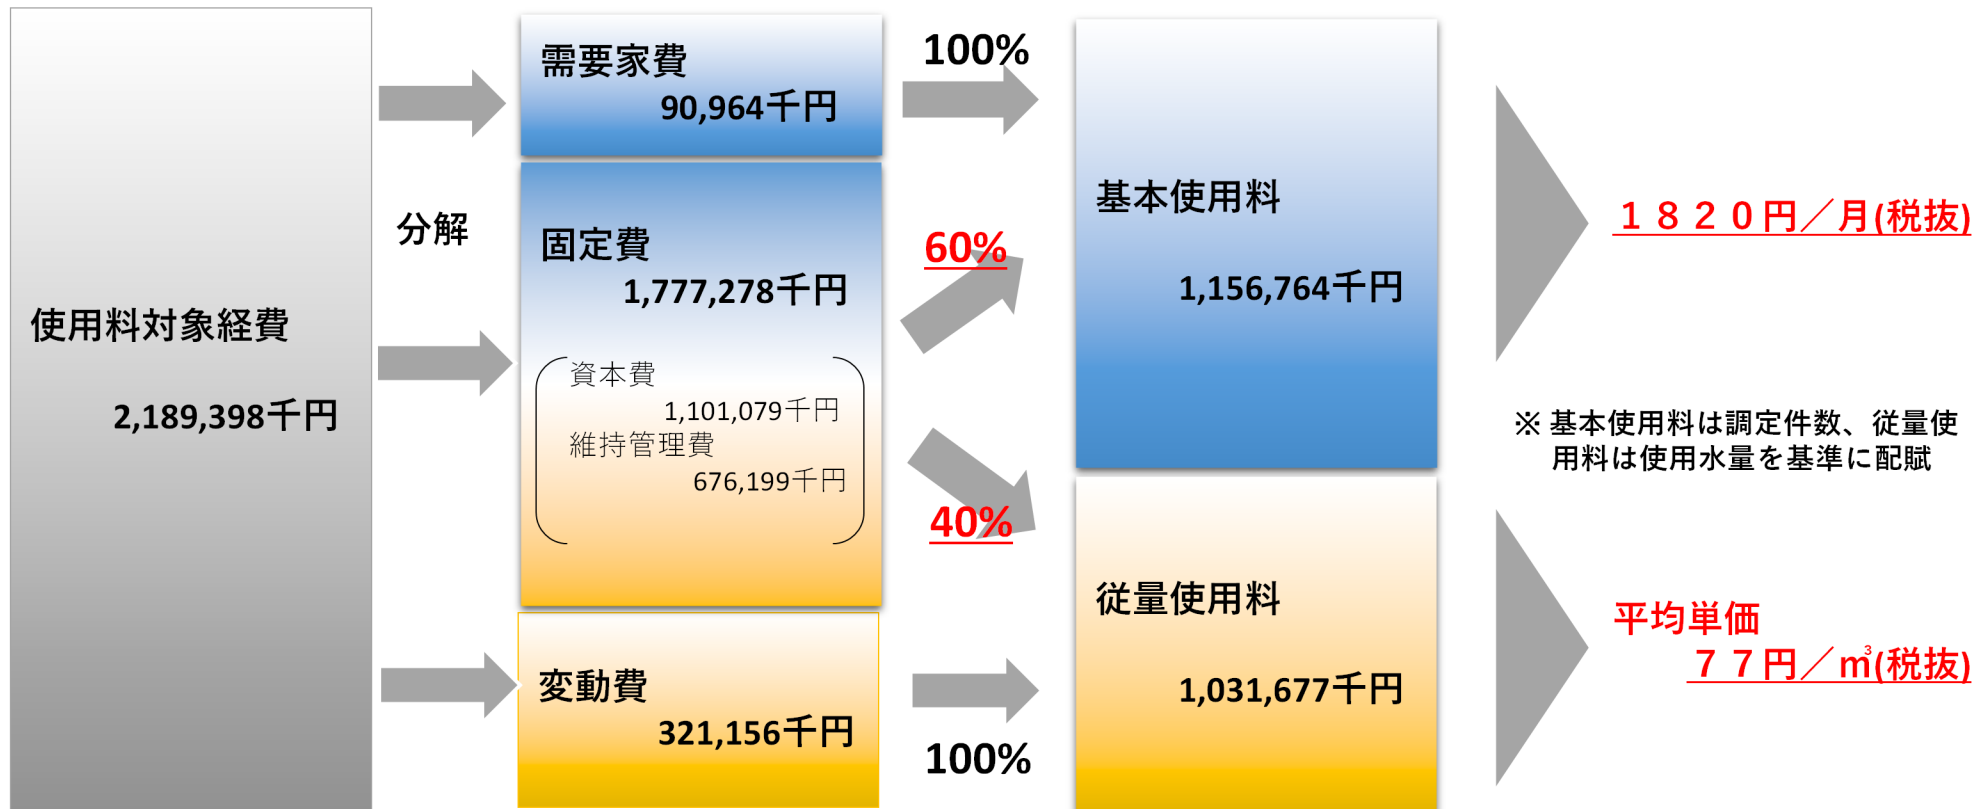 使用料対象経費
2,189,398千円
分解
需要家費
90,964千円
固定費
1,777,278千円
資本費
1,101,079千円
維持管理費
676,199千円
変動費
321,156千円
100%
60%
40%
100%
基本使用料
1,156,764千円
従量使用料
1,031,677千円
１８２０円／月(税抜)
※ 基本使用料は調定件数、従量使
用料は使用水量を基準に配賦
平均単価
７７円／㎥(税抜)